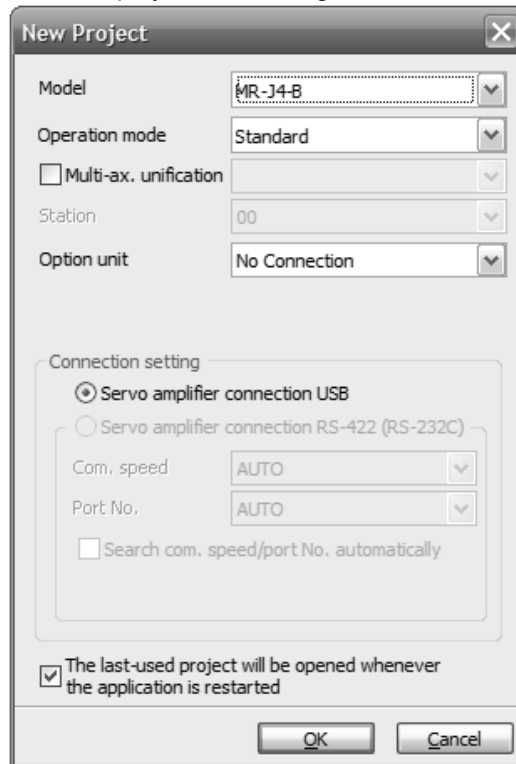 New Project
Model MR-J4-B
Operation mode Standard
Multi-ax. unification
Station 00
Option unit No Connection
Connection setting
Servo amplifier connection USB
Servo amplifier connection RS-422 (RS-232C)
Com. speed AUTO
Port No. AUTO
Search com. speed/port No. automatically
The last-used project will be opened whenever
the application is restarted
OK Cancel